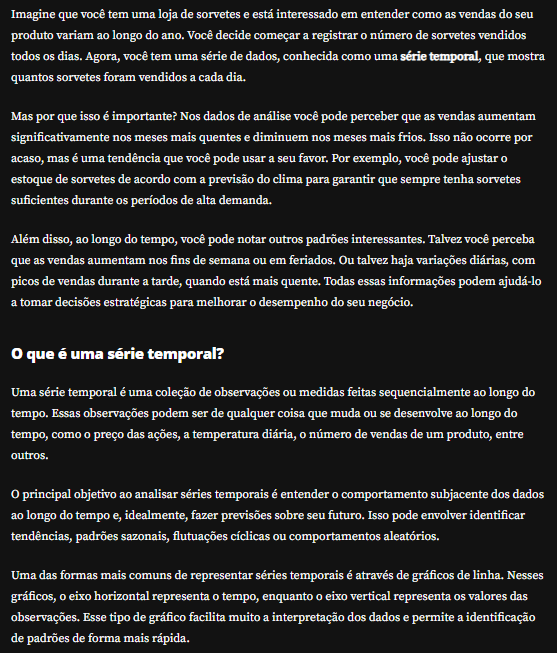 Imagine que você tem uma loja de sorvetes e está interessado em entender como as vendas do seu
produto variam ao longo do ano. Você decide começar a registrar o número de sorvetes vendidos
todos os dias. Agora, você tem uma série de dados, conhecida como uma série temporal, que mostra
quantos sorvetes foram vendidos a cada dia.
Mas por que isso é importante? Nos dados de análise você pode perceber que as vendas aumentam
significativamente nos meses mais quentes e diminuem nos meses mais frios. Isso não ocorre por
acaso, mas é uma tendência que você pode usar a seu favor. Por exemplo, você pode ajustar o
estoque de sorvetes de acordo com a previsão do clima para garantir que sempre tenha sorvetes
suficientes durante os períodos de alta demanda.
Além disso, ao longo do tempo, você pode notar outros padrões interessantes. Talvez você perceba
que as vendas aumentam nos fins de semana ou em feriados. Ou talvez haja variações diárias, com
picos de vendas durante a tarde, quando está mais quente. Todas essas informações podem ajudá-lo
a tomar decisões estratégicas para melhorar o desempenho do seu negócio.
O que é uma série temporal?
Uma série temporal é uma coleção de observações ou medidas feitas sequencialmente ao longo do
tempo. Essas observações podem ser de qualquer coisa que muda ou se desenvolve ao longo do
tempo, como o preço das ações, a temperatura diária, o número de vendas de um produto, entre
outros.
O principal objetivo ao analisar séries temporais é entender o comportamento subjacente dos dados
ao longo do tempo e, idealmente, fazer previsões sobre seu futuro. Isso pode envolver identificar
tendências, padrões sazonais, flutuações cíclicas ou comportamentos aleatórios.
Uma das formas mais comuns de representar séries temporais é através de gráficos de linha. Nesses
gráficos, o eixo horizontal representa o tempo, enquanto o eixo vertical representa os valores das
observações. Esse tipo de gráfico facilita muito a interpretação dos dados e permite a identificação
de padrões de forma mais rápida.